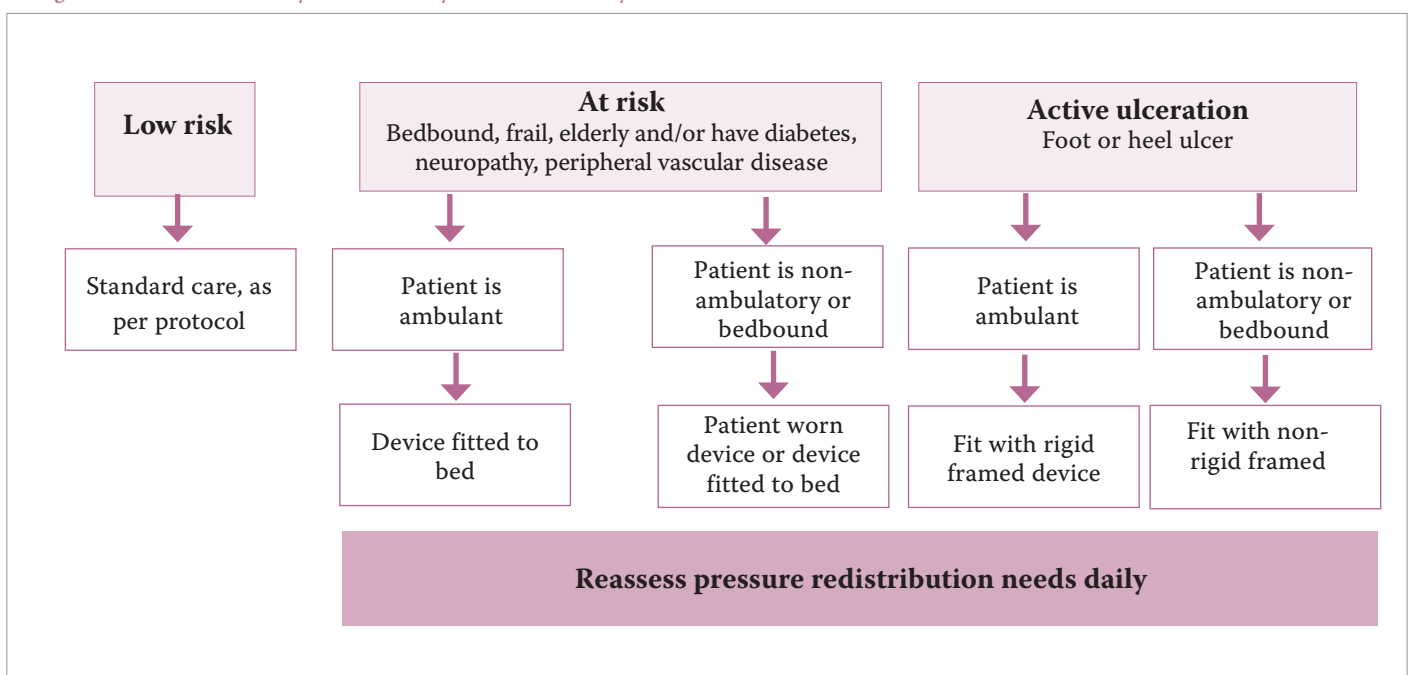 Low risk
At risk
Bedbound, frail, elderly and/or have diabetes,
neuropathy, peripheral vascular disease
Active ulceration
Foot or heel ulcer
Standard care, as
per protocol
Patient is
ambulant
Patient is non-
ambulatory or
bedbound
Patient is
ambulant
Patient is non-
ambulatory or
bedbound
Device fitted to
bed
Patient worn
device or device
fitted to bed
Fit with rigid
framed device
Fit with non-
rigid framed
Reassess pressure redistribution needs daily